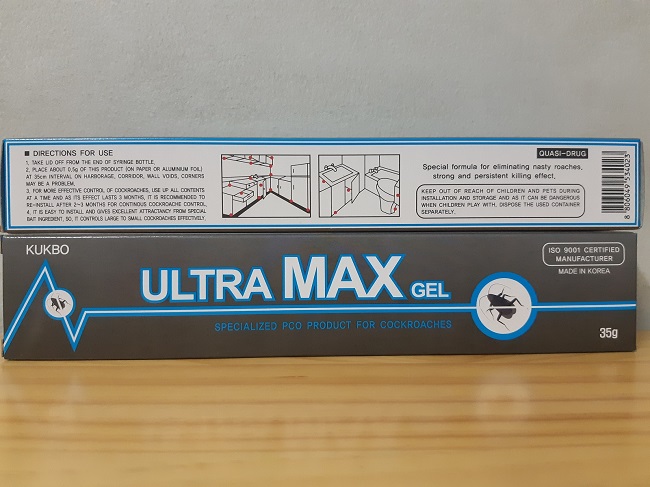 ■ DIRECTIONS FOR USE
1. TAKE LID OFF FROM THE END OF SYRINGE BOTTLE.
2. PLACE ABOUT 0,5g OF THIS PRODUCT (ON PAPER OR ALUMINIUM FOIL)
AT 35cm INTERVAL, ON HARBORAGE, CORRIDOR, WALL VOIDS, CORNERS
MAY BE A PROBLEM.
3. FOR MORE EFFECTIVE CONTROL OF COCKROACHES, USE UP ALL CONTENTS
AT A TIME AND AS ITS EFFECT LASTS 3 MONTHS, IT IS RECOMMENDED TO
RE-INSTALL AFTER 2~3 MONTHS FOR CONTINOUS COCKROACHE CONTROL.
4. IT IS EASY TO INSTALL AND GIVES EXCELLENT ATTRACTANCY FROM SPECIAL
BAIT INGREDIENT, SO, IT CONTROLS LARGE TO SMALL COCKROACHES EFFECTIVELY.
QUASI-DRUG
Special formula for eliminating nasty roaches,
strong and persistent killing effect,
KEEP OUT OF REACH OF CHILDREN AND PETS DURING
INSTALLATION AND STORAGE AND AS IT CAN BE DANGEROUS
WHEN CHILDREN PLAY WITH, DISPOSE THE USED CONTAINER
SEPARATELY.
8 806049 534023
KUKBO
ULTRA MAX GEL
SPECIALIZED PCO PRODUCT FOR COCKROACHES
ISO 9001 CERTIFIED
MANUFACTURER
MADE IN KOREA
35g